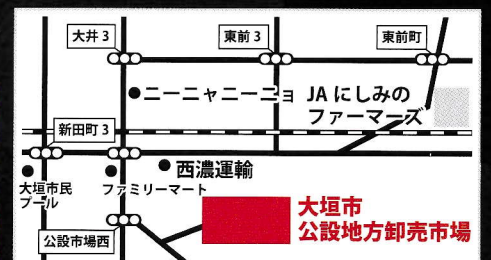 大井3
東前3
東前町
ニーニャニーニョ
JAにしみの
ファーマーズ
新田町3
西濃運輸
大垣市民
プール
ファミリーマート
大垣市
公設地方卸売市場
公設市場西